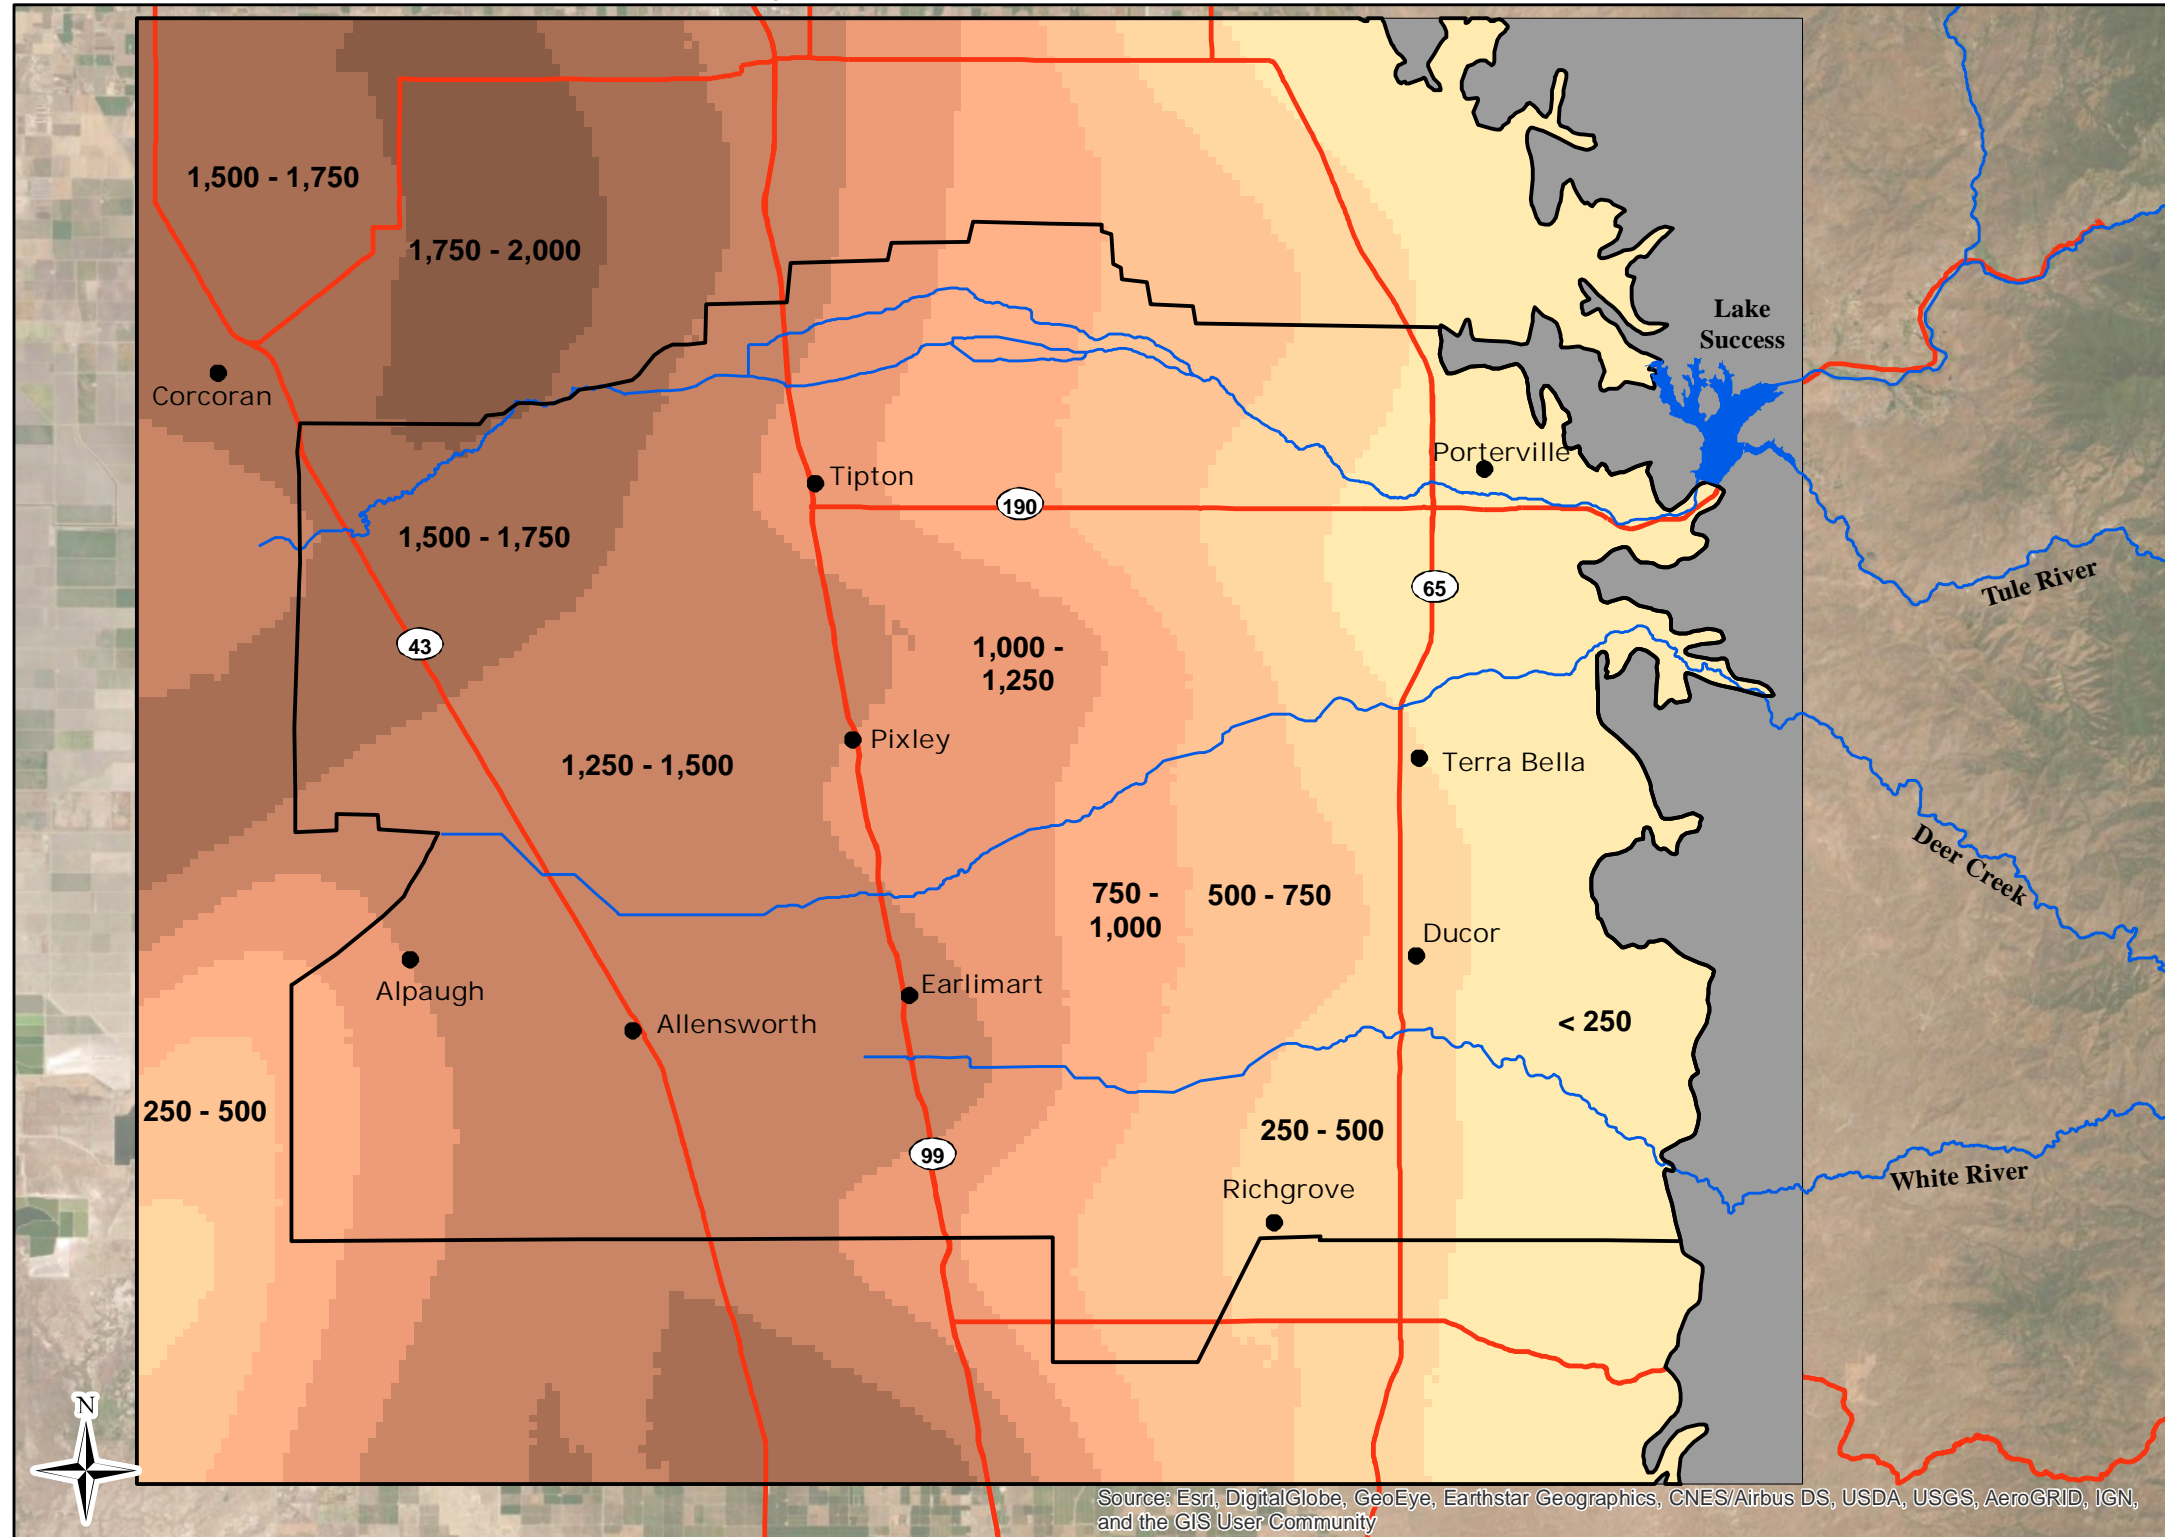 1,500 - 1,750
1,750 - 2,000
Lake
Success
Corcoran
Porterville
Tipton
190
1,500 - 1,750
65
Tule River
43
1,000 -
1,250
Pixley
1,250 - 1,500
Terra Bella
Deer Creek
750 -
1,000
500 - 750
Ducor
Alpaugh
Earlimart
Allensworth
< 250
250 - 500
250 - 500
99
White River
Richgrove
N
Source: Esri, DigitalGlobe, GeoEye, Earthstar Geographics, CNES/Airbus DS, USDA, USGS, AeroGRID, IGN,
and the GIS User Community